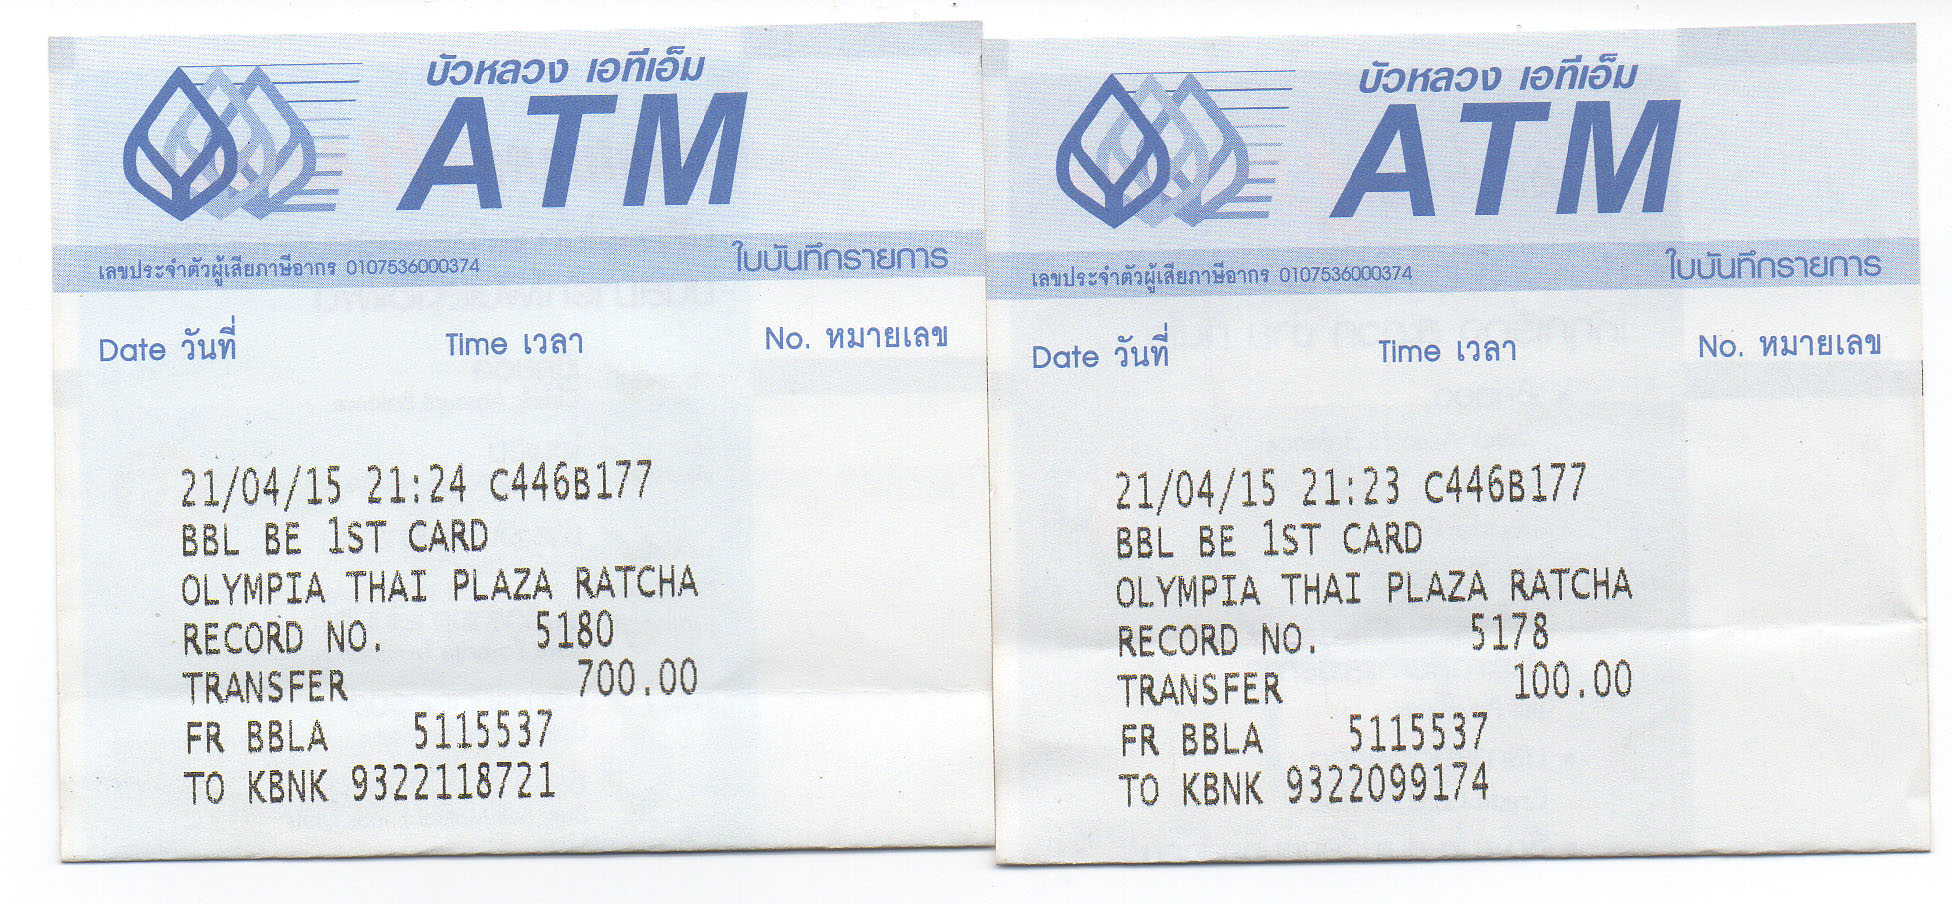 บัวหลวง เอทีเอ็ม
ATM
เลขประจำตัวผู้เสียภาษีอากร 0107536000374 ใบบันทึกรายการ
Date วันที่ Time เวลา No. หมายเลข
21/04/15 21:24 C446B177
BBL BE 1ST CARD
OLYMPIA THAI PLAZA RATCHA
RECORD NO. 5180
TRANSFER 700.00
FR BBLA 5115537
TO KBNK 9322118721
บัวหลวง เอทีเอ็ม
ATM
เลขประจำตัวผู้เสียภาษีอากร 0107536000374 ใบบันทึกรายการ
Date วันที่ Time เวลา No. หมายเลข
21/04/15 21:23 C446B177
BBL BE 1ST CARD
OLYMPIA THAI PLAZA RATCHA
RECORD NO. 5178
TRANSFER 100.00
FR BBLA 5115537
TO KBNK 9322099174